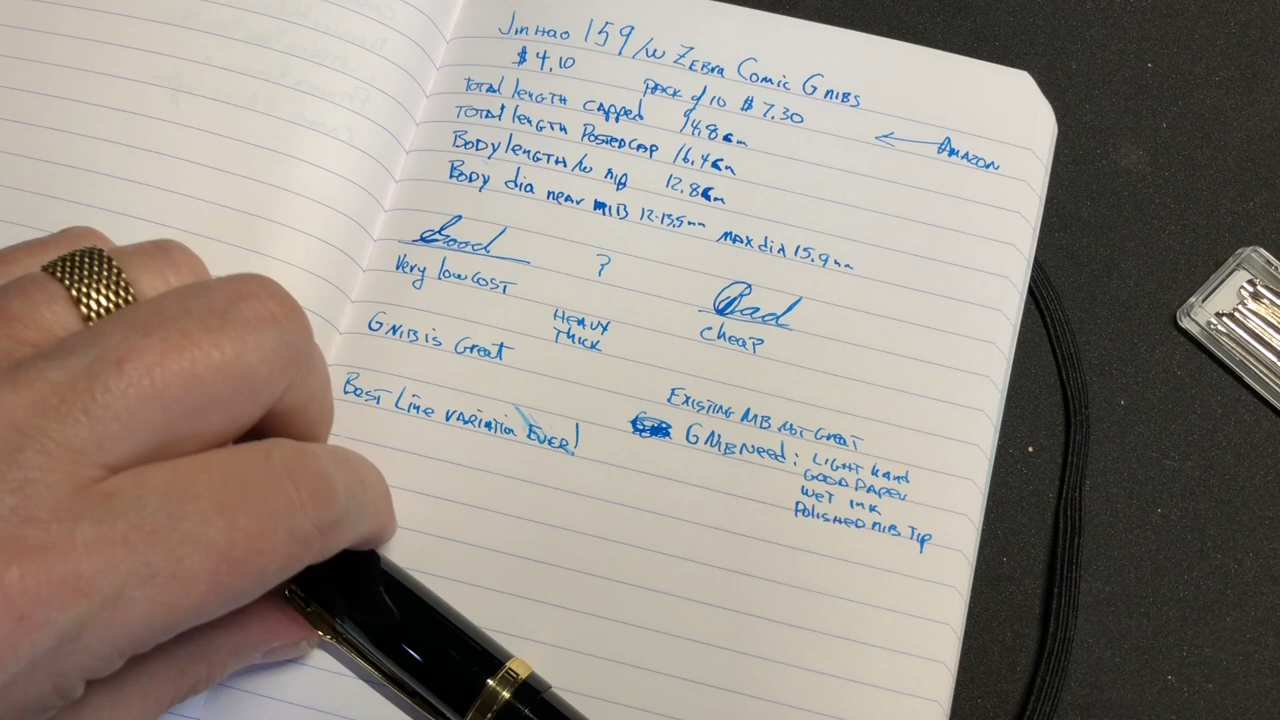 JinHao 159 /w Zebra Comic G NIBS
$4.10 PACK of 10 $7.30
← AMAZON
TOTAL length CAPPED 14.8cm
TOTAL length POSTED CAP 16.4cm
BODY length /w nib 12.8cm
BODY dia near NIB 12-13.5mm MAX dia 15.9mm
Good ? Bad
Very low cost HEAVY cheap
THICK
G NIB is Great
EXISTING NIB NOT GREAT
Best Line VARIATION EVER!
G NIB Need: LIGHT hand
GOOD PAPER
WET INK
POLISHED NIB TIP